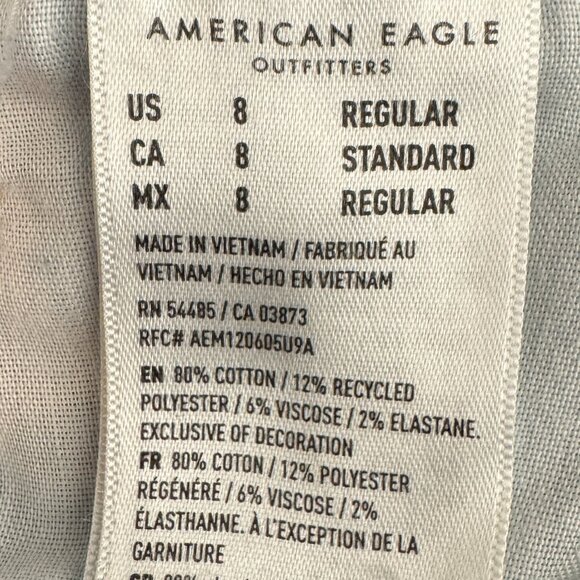 AMERICAN EAGLE
OUTFITTERS
US 8 REGULAR
CA 8 STANDARD
MX 8 REGULAR
MADE IN VIETNAM / FABRIQUÉ AU
VIETNAM / HECHO EN VIETNAM
RN 54485 / CA 03873
RFC# AEM120605U9A
EN 80% COTTON / 12% RECYCLED
POLYESTER / 6% VISCOSE / 2% ELASTANE.
EXCLUSIVE OF DECORATION
FR 80% COTON / 12% POLYESTER
RÉGÉNÉRÉ / 6% VISCOSE / 2%
ÉLASTHANNE. À L'EXCEPTION DE LA
GARNITURE